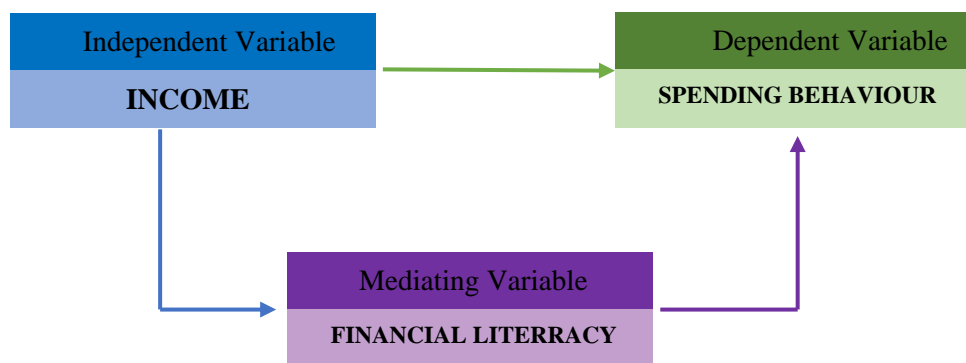 Independent Variable
INCOME
Dependent Variable
SPENDING BEHAVIOUR
Mediating Variable
FINANCIAL LITERRACY